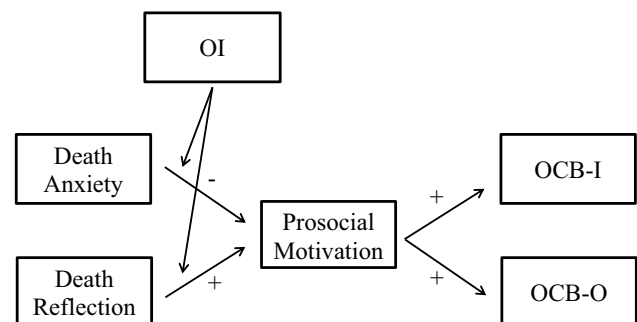 OI
Death
Anxiety
-
Prosocial
Motivation
+
OCB-I
Death
Reflection
+
+
OCB-O